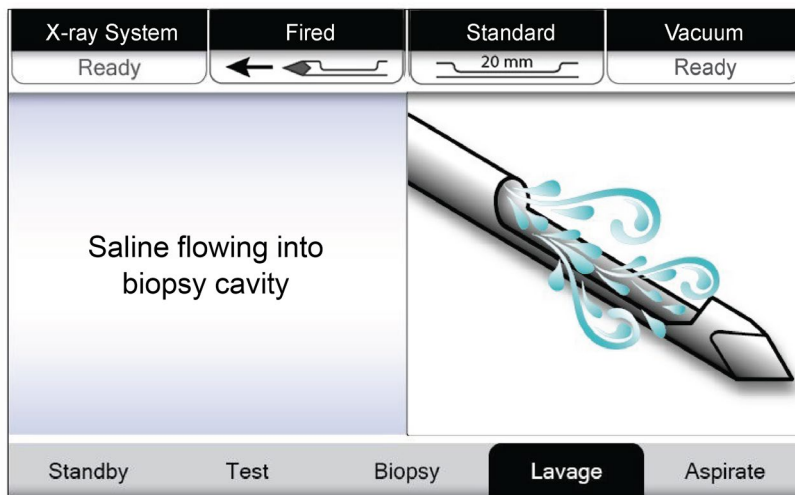 X-ray System
Fired
Standard
Vacuum
Ready
20 mm
Ready
Saline flowing into
biopsy cavity
Standby
Test
Biopsy
Lavage
Aspirate